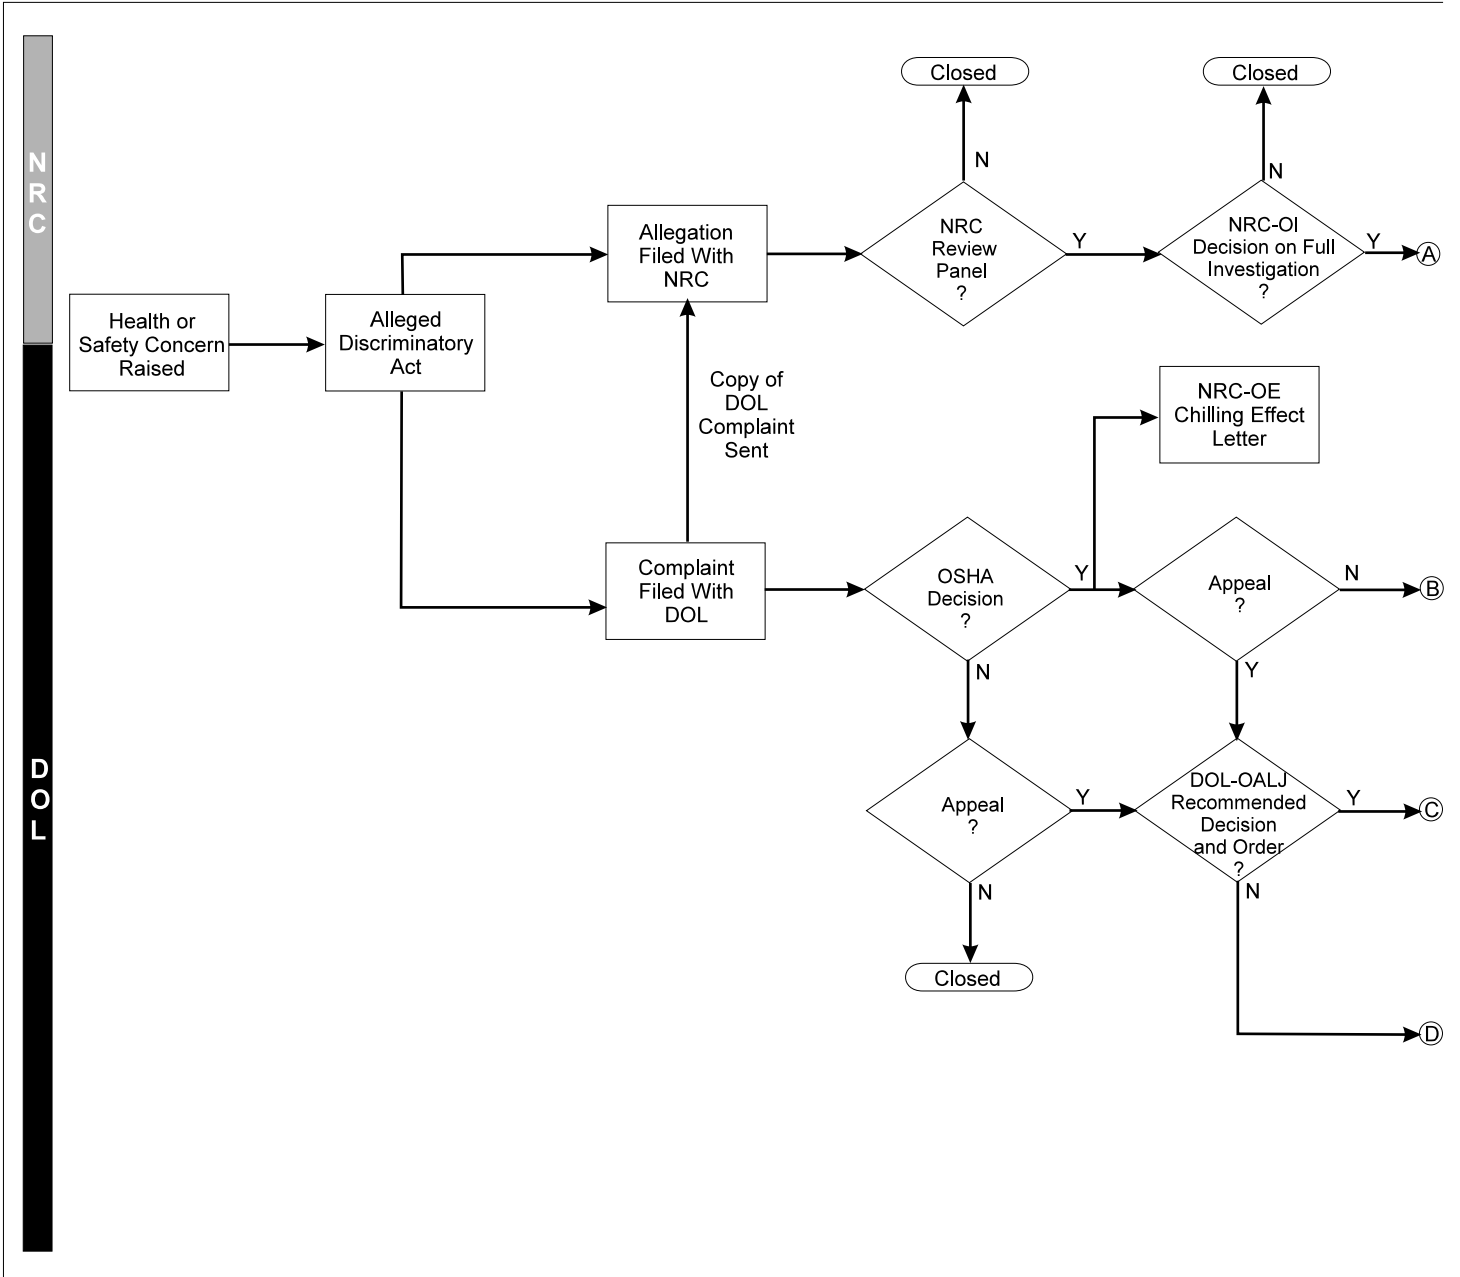 N
R
C
D
O
L
Health or
Safety Concern
Raised
Alleged
Discriminatory
Act
Allegation
Filed With
NRC
Copy of
DOL
Complaint
Sent
Complaint
Filed With
DOL
Closed
N
NRC
Review
Panel
?
Y
Closed
N
NRC-OI
Decision on Full
Investigation
?
Y
A
NRC-OE
Chilling Effect
Letter
OSHA
Decision
?
Y
N
Appeal
?
N
B
Y
Appeal
?
Y
N
Closed
DOL-OALJ
Recommended
Decision
and Order
?
Y
C
N
D